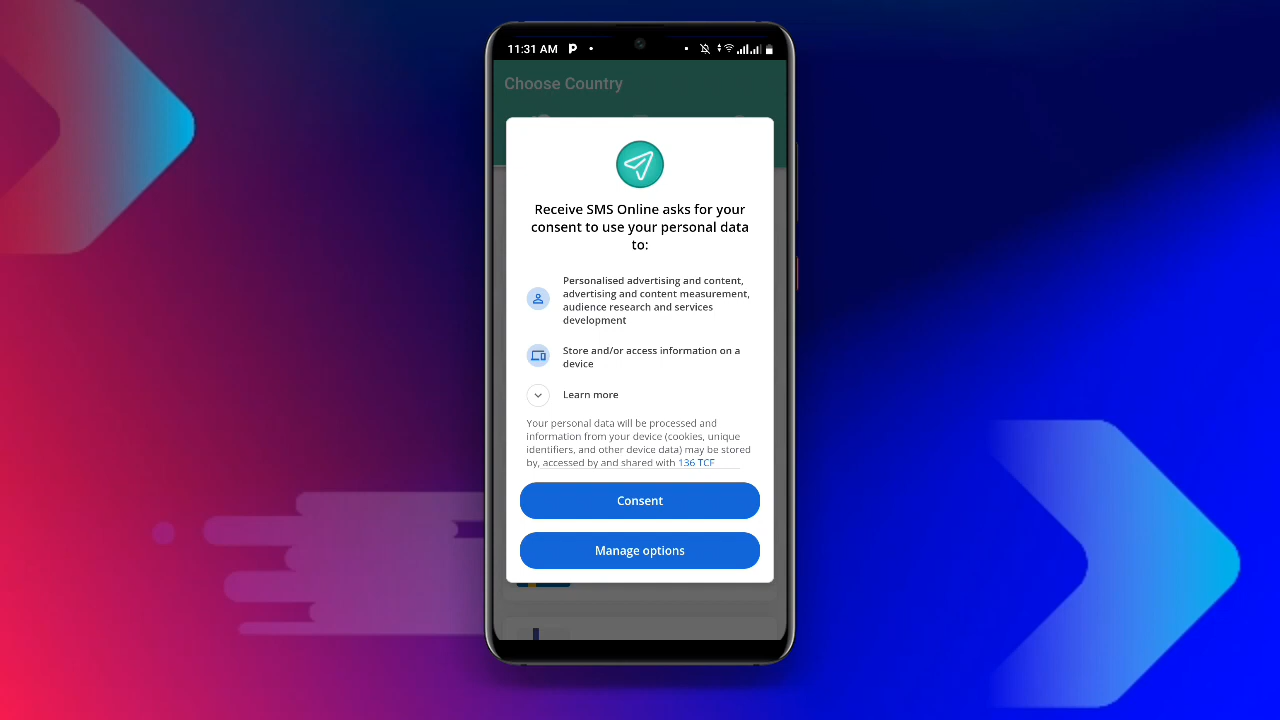 11:31 AM
Choose Country
Receive SMS Online asks for your
consent to use your personal data
to:
Personalised advertising and content,
advertising and content measurement,
audience research and services
development
Store and/or access information on a
device
Learn more
Your personal data will be processed and
information from your device (cookies, unique
identifiers, and other device data) may be stored
by, accessed by and shared with 136 TCF
Consent
Manage options